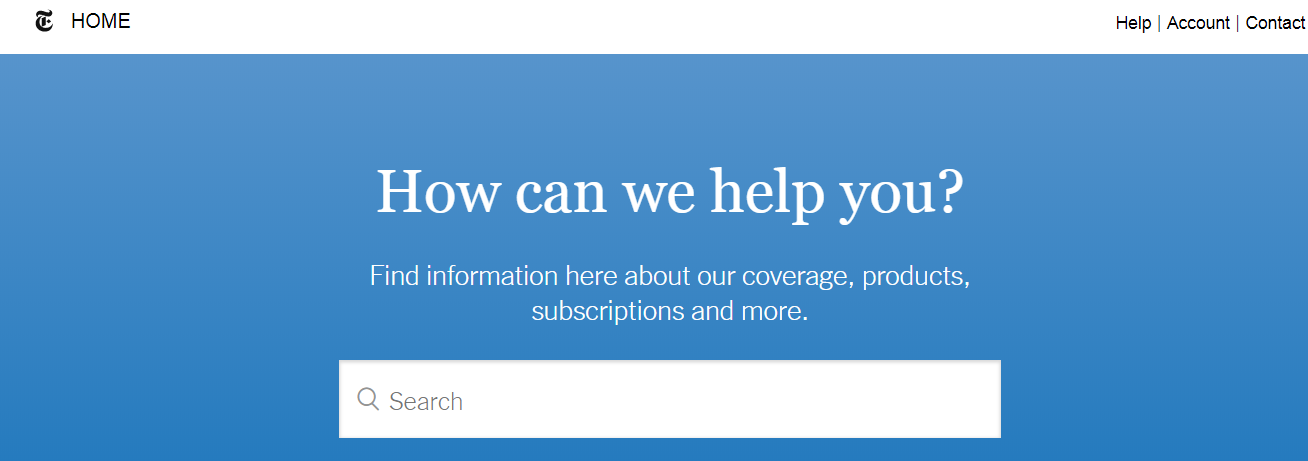 HOME
Help | Account | Contact
How can we help you?
Find information here about our coverage, products,
subscriptions and more.
Search